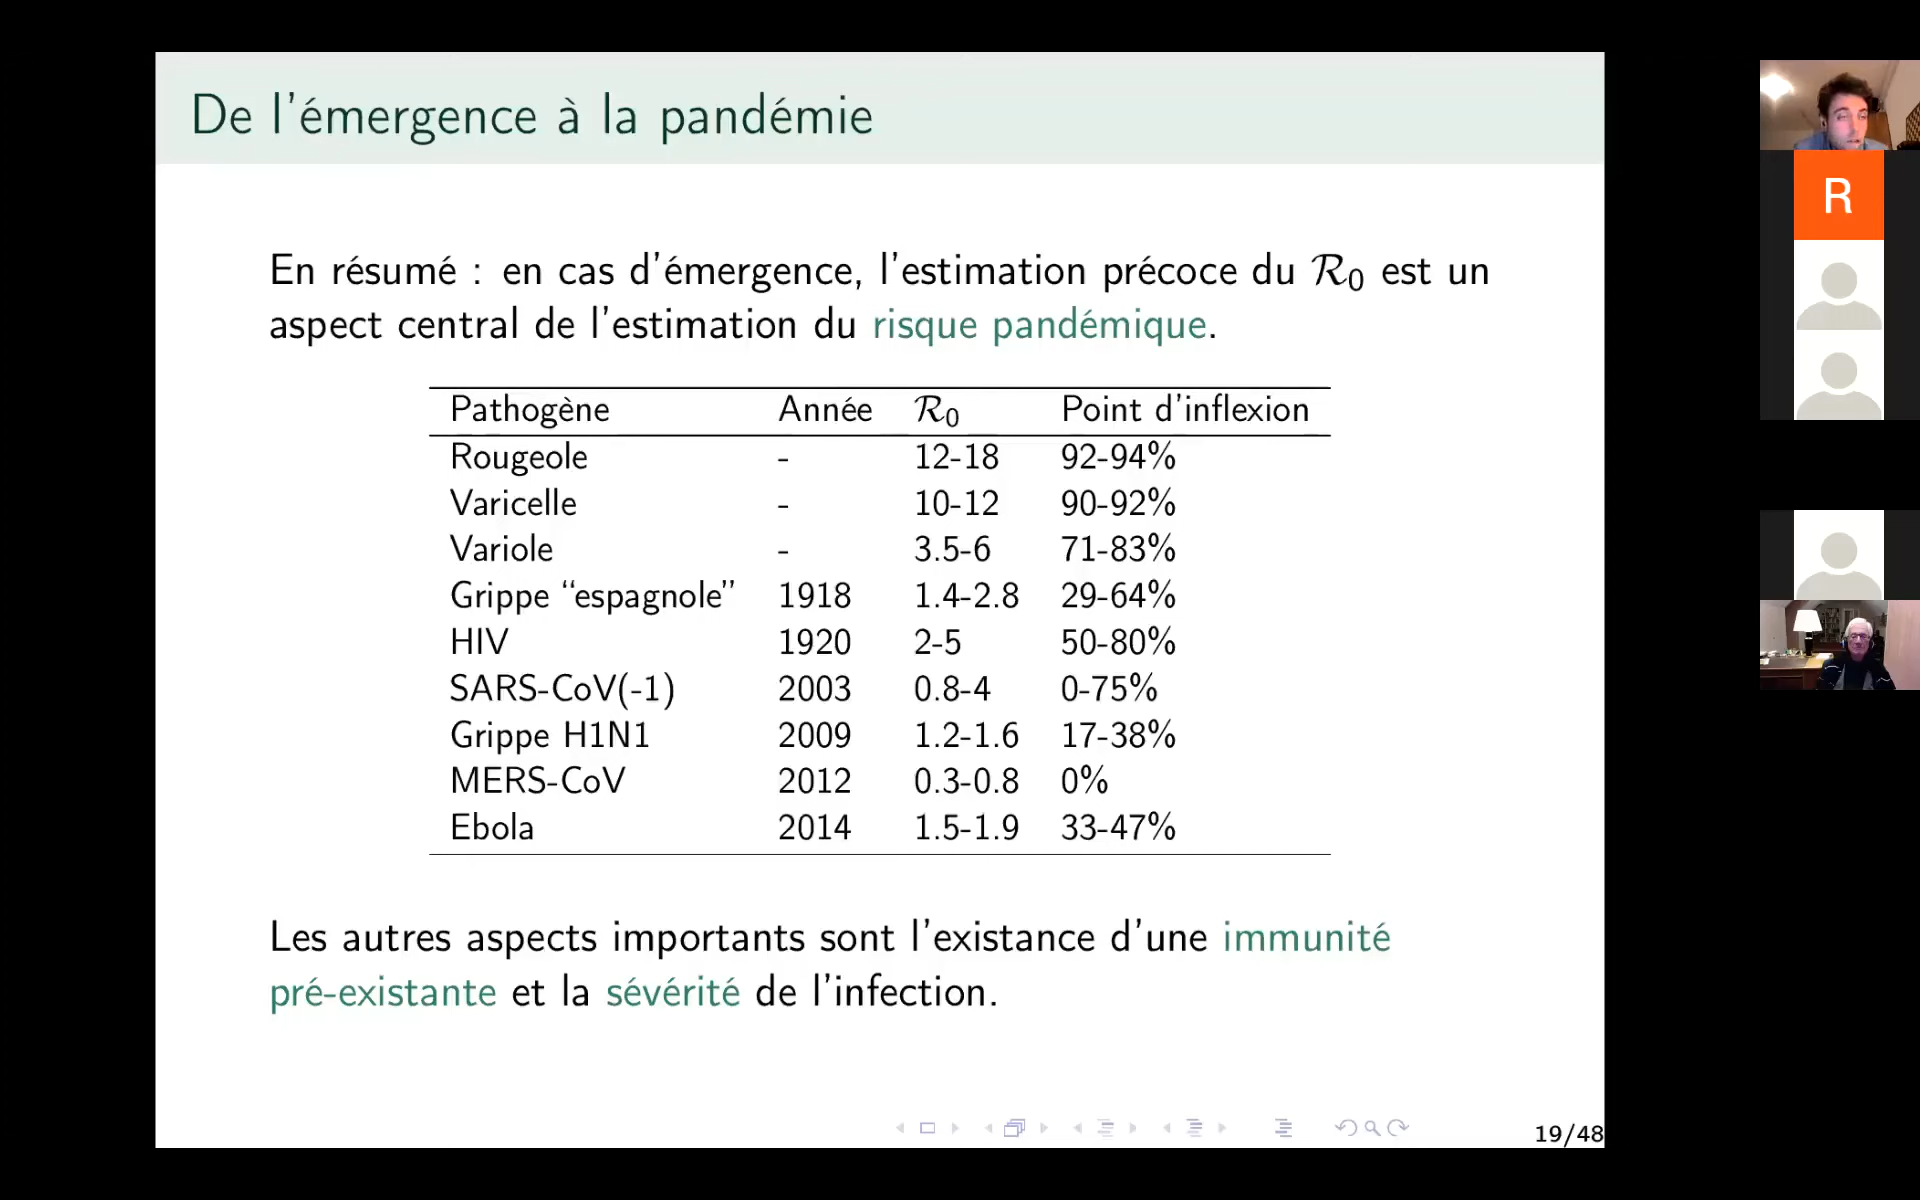 De l'émergence à la pandémie
En résumé : en cas d'émergence, l'estimation précoce du R₀ est un
aspect central de l'estimation du risque pandémique.
Pathogène Année R₀ Point d'inflexion
Rougeole - 12-18 92-94%
Varicelle - 10-12 90-92%
Variole - 3.5-6 71-83%
Grippe “espagnole” 1918 1.4-2.8 29-64%
HIV 1920 2-5 50-80%
SARS-CoV(-1) 2003 0.8-4 0-75%
Grippe H1N1 2009 1.2-1.6 17-38%
MERS-CoV 2012 0.3-0.8 0%
Ebola 2014 1.5-1.9 33-47%
Les autres aspects importants sont l'existance d'une immunité
pré-existante et la sévérité de l'infection.
19/48
R